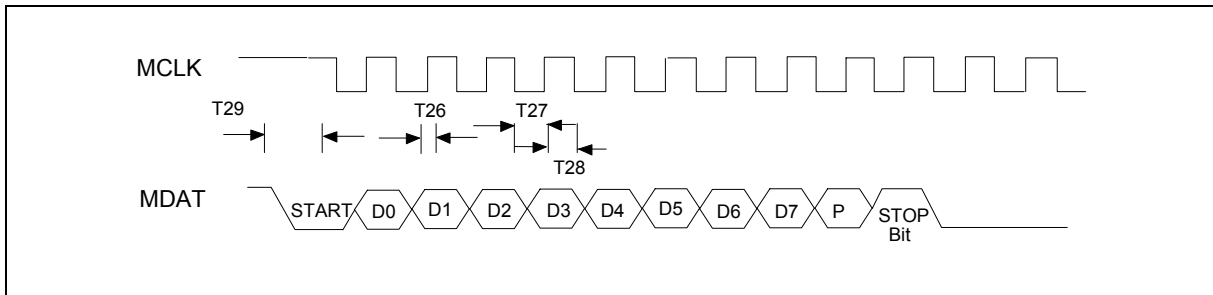 MCLK
T29 T26 T27
T28
MDAT
START D0 D1 D2 D3 D4 D5 D6 D7 P STOP
Bit